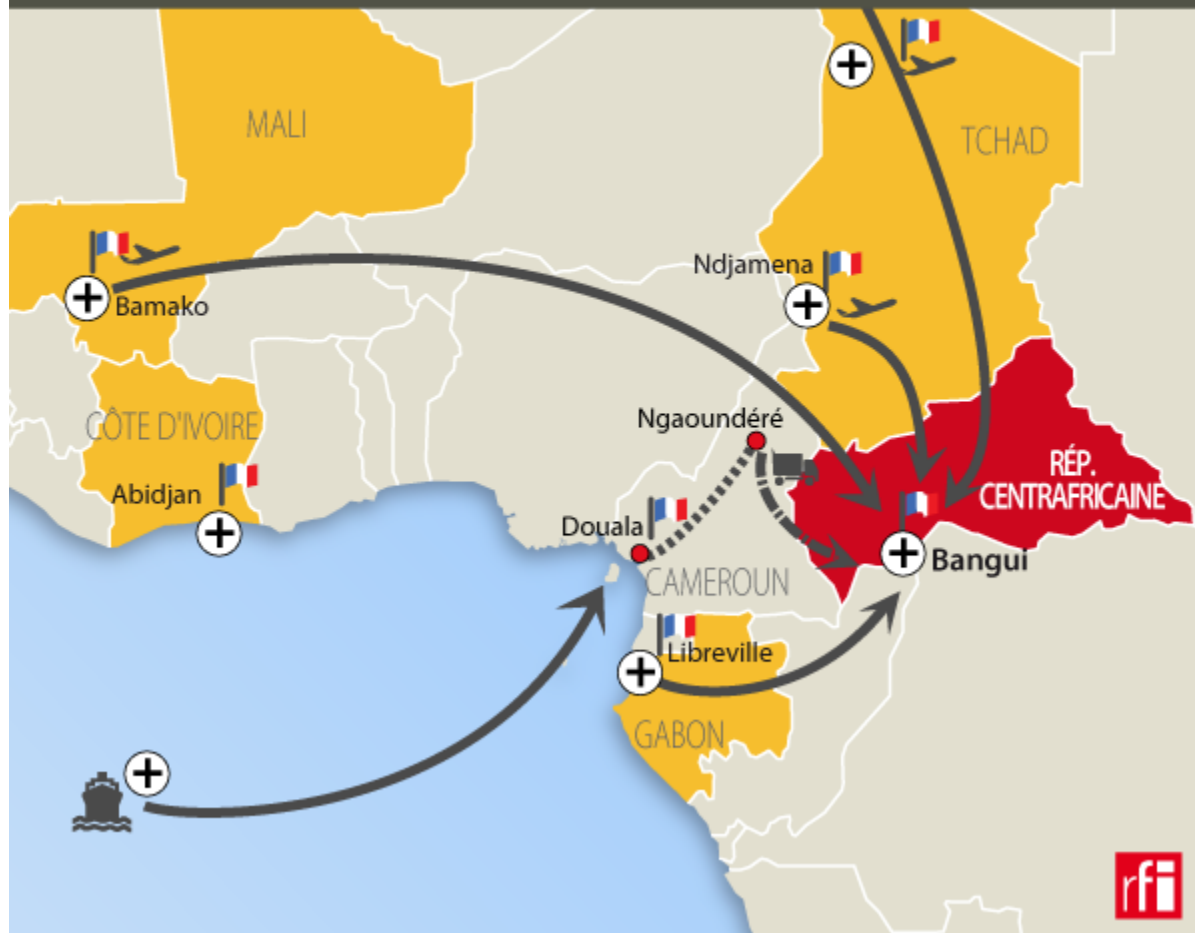 MALI
TCHAD
Ndjamena
Bamako
CÔTE D'IVOIRE
Ngaoundéré
RÉP.
CENTRAFRICAINE
Abidjan
Douala
Bangui
CAMEROUN
Libreville
GABON
rfi